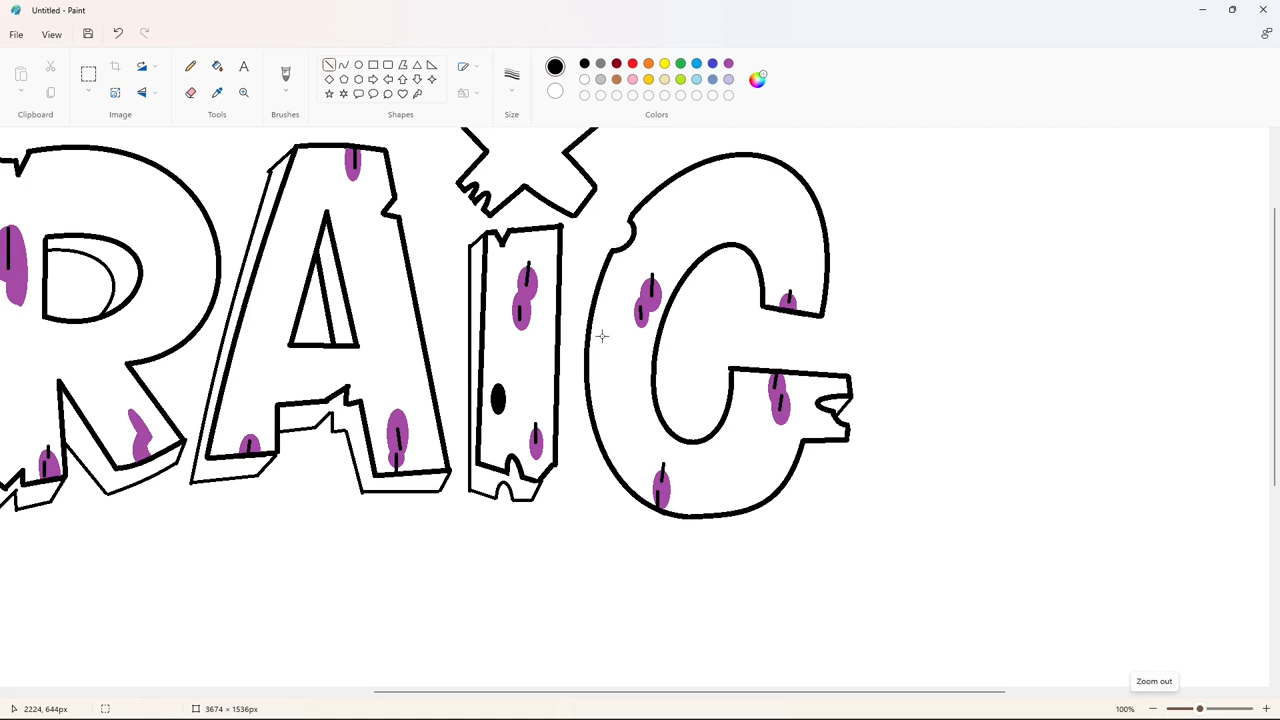 Untitled - Paint
File View
Clipboard Image Tools Brushes Shapes Size Colors
RAiC
Zoom out
2224, 644px 3674 × 1536px 100%